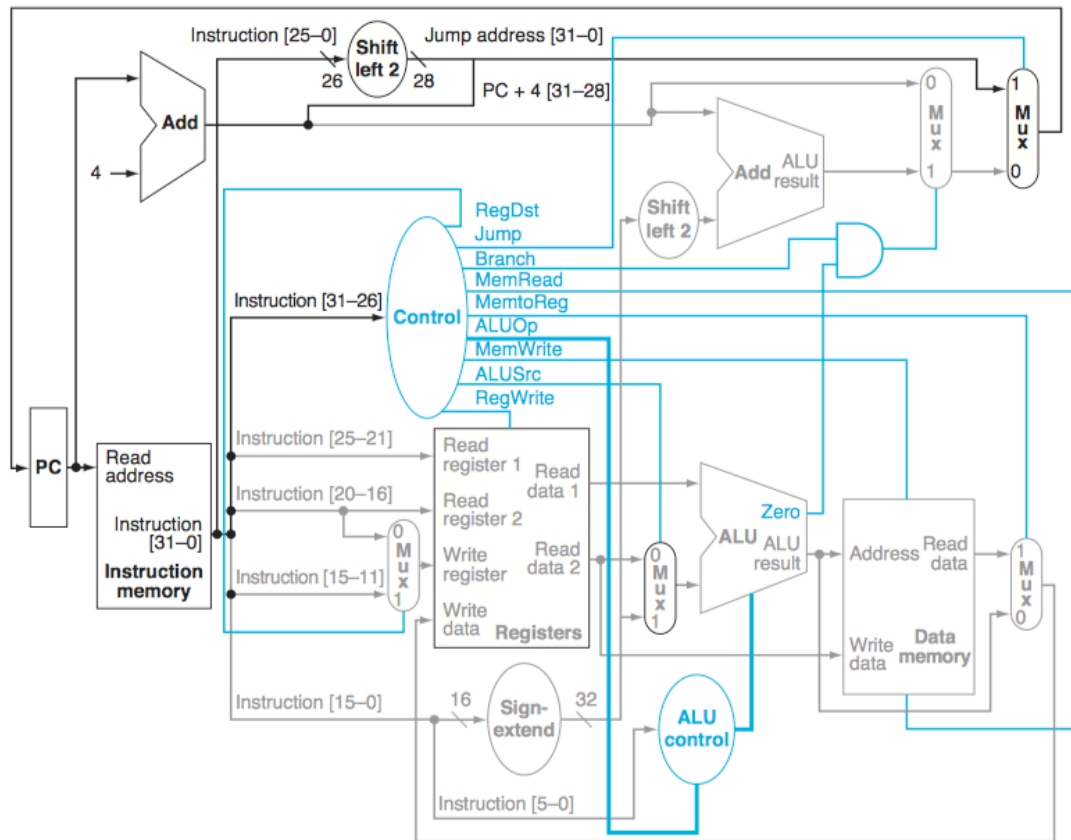 Instruction [25–0]
Shift
left 2
Jump address [31–0]
26
28
PC + 4 [31–28]
Add
4
0
Mux
1
1
Mux
0
Add
ALU
result
Shift
left 2
RegDst
Jump
Branch
MemRead
MemtoReg
ALUOp
MemWrite
ALUSrc
RegWrite
Instruction [31–26]
Control
PC
Read
address
Instruction
[31–0]
Instruction
memory
Instruction [25–21]
Instruction [20–16]
Instruction [15–11]
0
Mux
1
Read
register 1
Read
register 2
Write
register
Write
data
Read
data 1
Read
data 2
Registers
0
Mux
1
Zero
ALU
ALU
result
Address
Read
data
Write
data
Data
memory
1
Mux
0
Instruction [15–0]
16
Sign-
extend
32
ALU
control
Instruction [5–0]